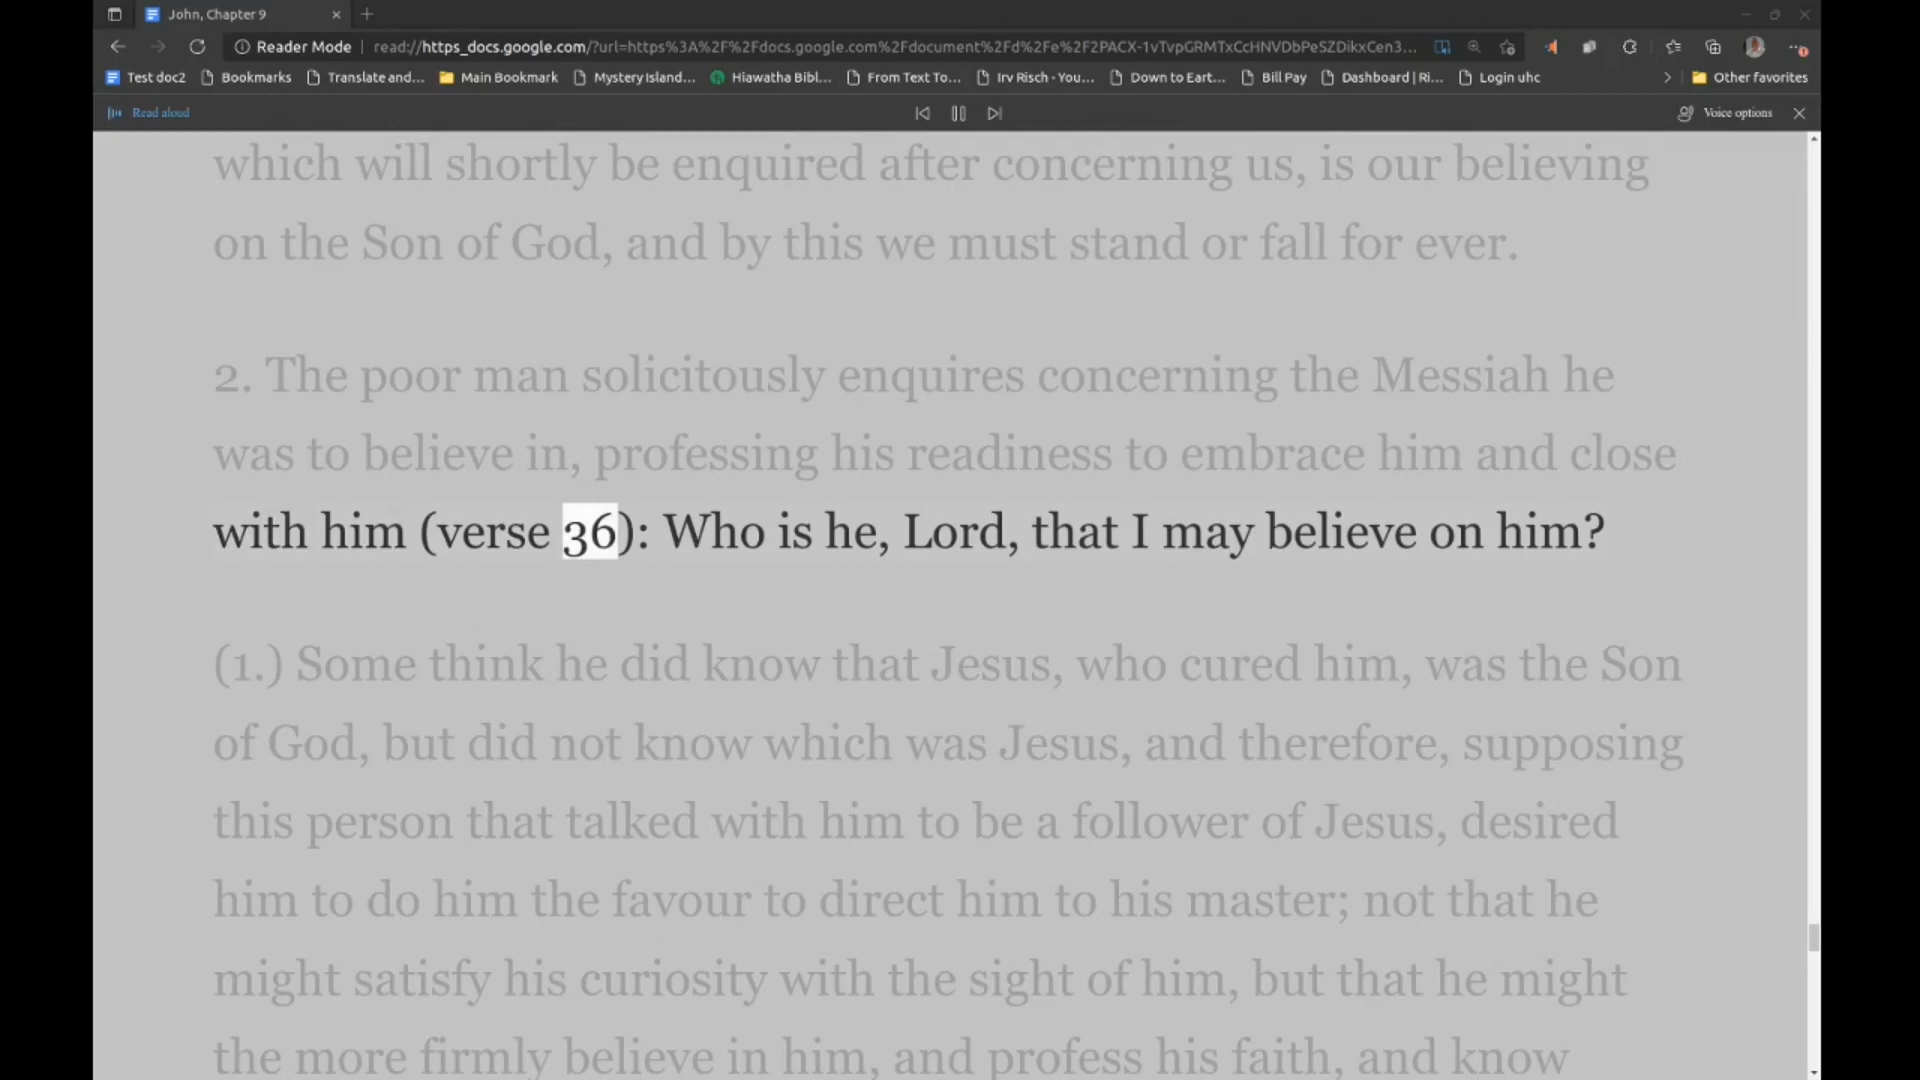 John, Chapter 9
Reader Mode | read://https_docs.google.com/?url=https%3A%2F%2Fdocs.google.com%2Fdocument%2Fd%2Fe%2F2PACX-1vTvpGRMTxCcHNVDbPeSZDikxCen3...
Test doc2 Bookmarks Translate and... Main Bookmark Mystery Island... Hiawatha Bibl... From Text To... Irv Risch - You... Down to Eart... Bill Pay Dashboard | Ri... Login uhc Other favorites
Read aloud Voice options
which will shortly be enquired after concerning us, is our believing
on the Son of God, and by this we must stand or fall for ever.
2. The poor man solicitously enquires concerning the Messiah he
was to believe in, professing his readiness to embrace him and close
with him (verse 36): Who is he, Lord, that I may believe on him?
(1.) Some think he did know that Jesus, who cured him, was the Son
of God, but did not know which was Jesus, and therefore, supposing
this person that talked with him to be a follower of Jesus, desired
him to do him the favour to direct him to his master; not that he
might satisfy his curiosity with the sight of him, but that he might
the more firmly believe in him, and profess his faith, and know